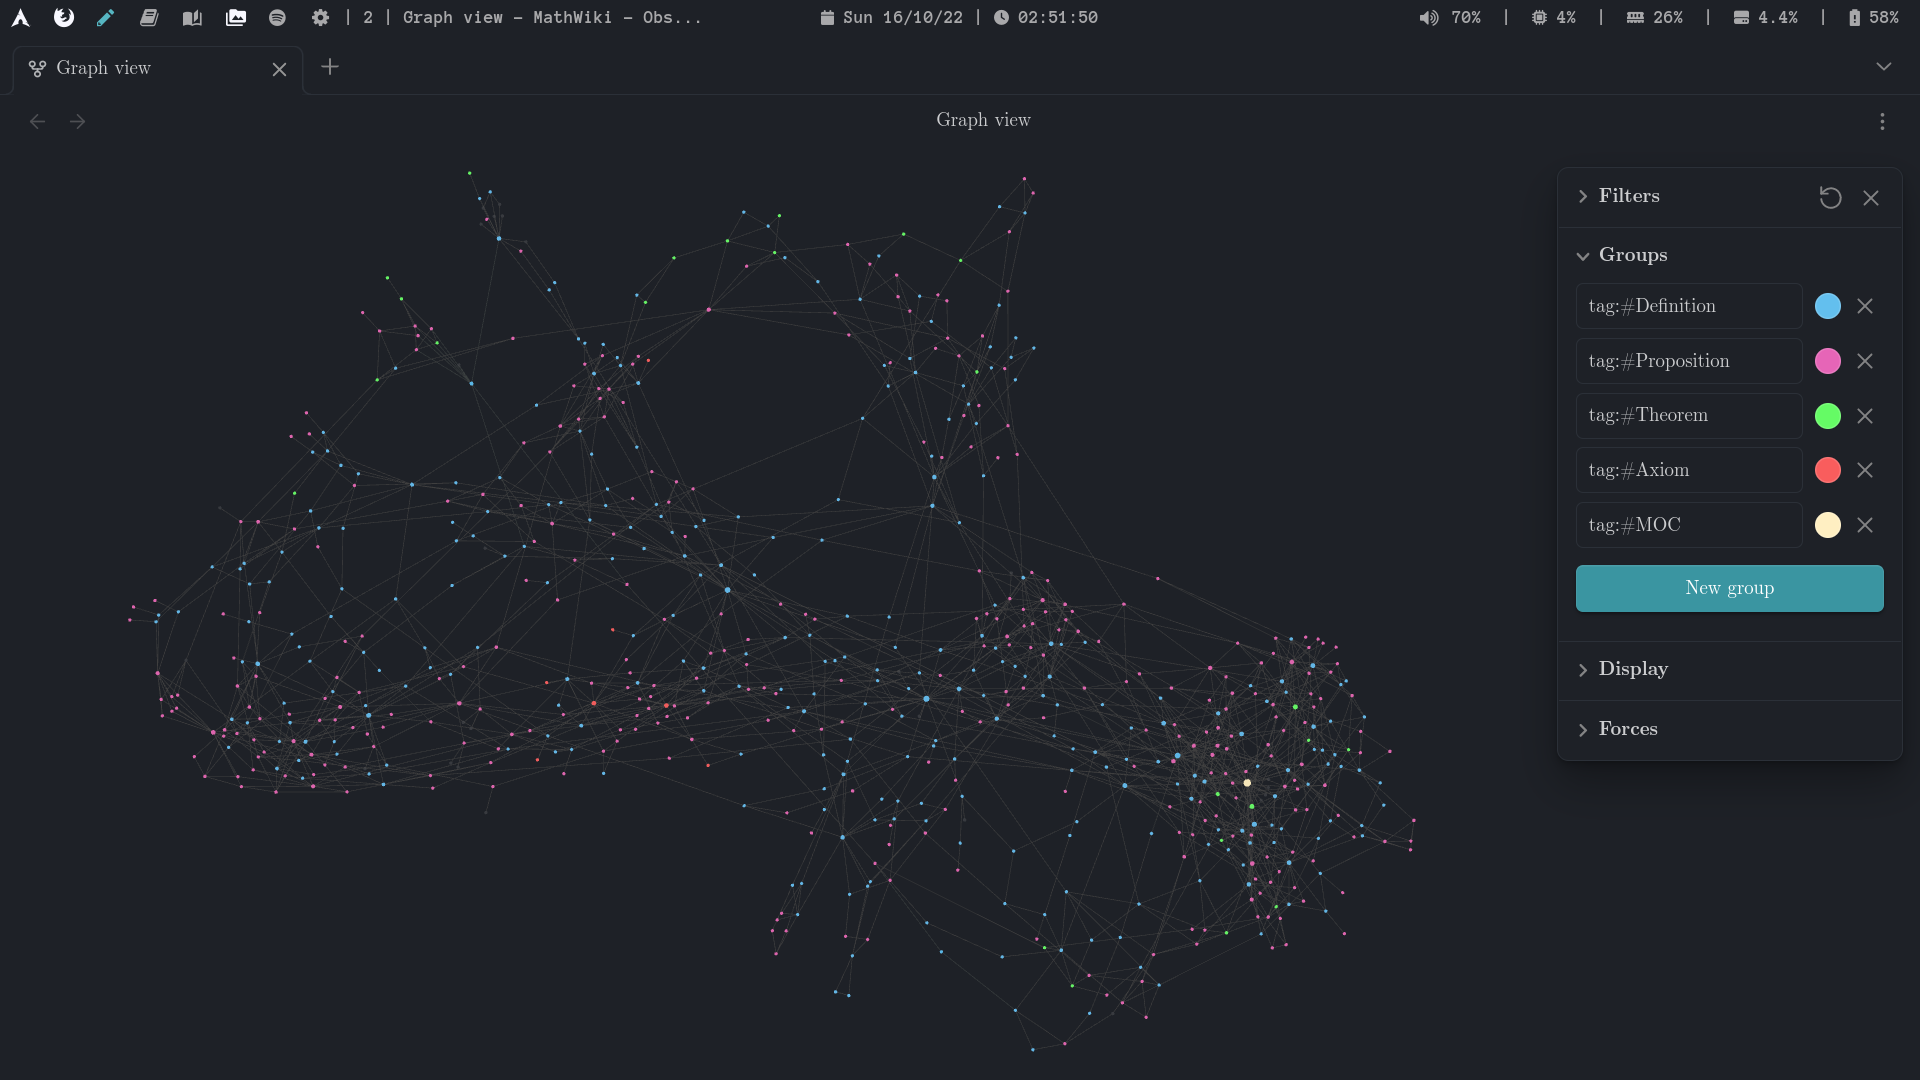 | 2 | Graph view - MathWiki - Obs... Sun 16/10/22 | 02:51:50 70% | 4% | 26% | 4.4% | 58%
Graph view
Graph view
Filters
Groups
tag:#Definition
tag:#Proposition
tag:#Theorem
tag:#Axiom
tag:#MOC
New group
Display
Forces